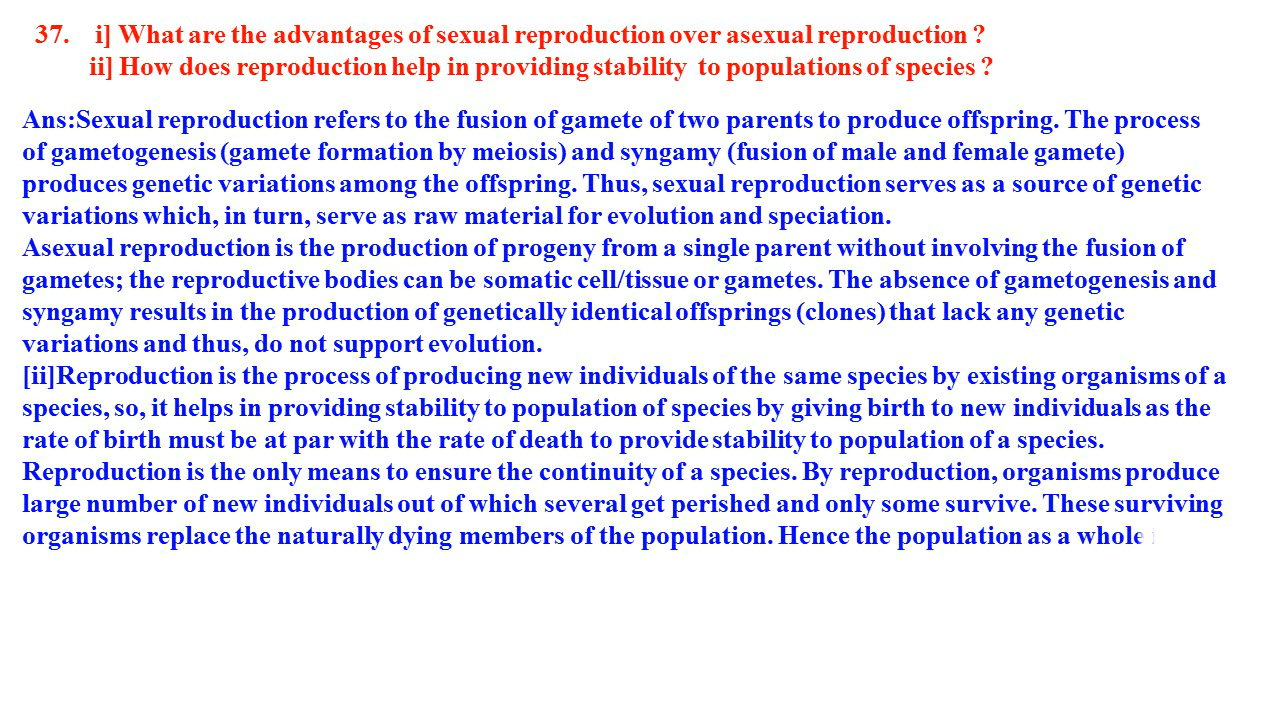 37. i] What are the advantages of sexual reproduction over asexual reproduction ?
ii] How does reproduction help in providing stability to populations of species ?
Ans:Sexual reproduction refers to the fusion of gamete of two parents to produce offspring. The process
of gametogenesis (gamete formation by meiosis) and syngamy (fusion of male and female gamete)
produces genetic variations among the offspring. Thus, sexual reproduction serves as a source of genetic
variations which, in turn, serve as raw material for evolution and speciation.
Asexual reproduction is the production of progeny from a single parent without involving the fusion of
gametes; the reproductive bodies can be somatic cell/tissue or gametes. The absence of gametogenesis and
syngamy results in the production of genetically identical offsprings (clones) that lack any genetic
variations and thus, do not support evolution.
[ii]Reproduction is the process of producing new individuals of the same species by existing organisms of a
species, so, it helps in providing stability to population of species by giving birth to new individuals as the
rate of birth must be at par with the rate of death to provide stability to population of a species.
Reproduction is the only means to ensure the continuity of a species. By reproduction, organisms produce
large number of new individuals out of which several get perished and only some survive. These surviving
organisms replace the naturally dying members of the population. Hence the population as a whole